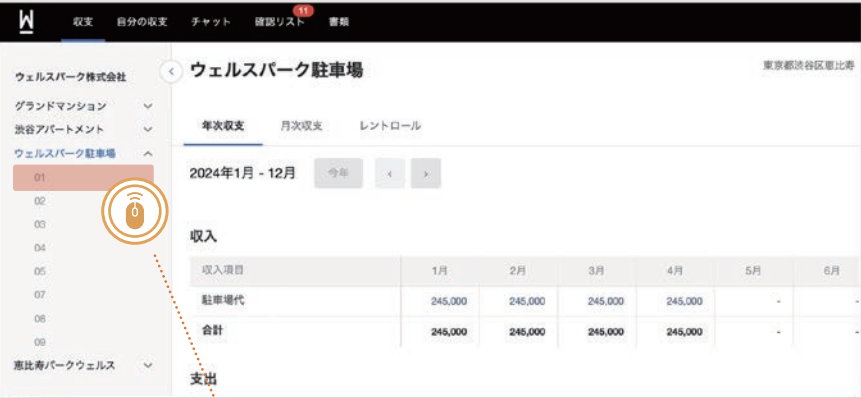 W
収支 自分の収支 チャット 確認リスト 11 書類
ウェルスパーク株式会社
グランドマンション
渋谷アパートメント
ウェルスパーク駐車場
01
02
03
04
05
07
08
09
恵比寿パークウェルス
ウェルスパーク駐車場
東京都渋谷区恵比寿
年次収支 月次収支 レントロール
2024年1月 - 12月 今年 < >
収入
収入項目 1月 2月 3月 4月 5月 6月
駐車場代 245,000 245,000 245,000 245,000 - -
合計 245,000 245,000 245,000 245,000 - -
支出